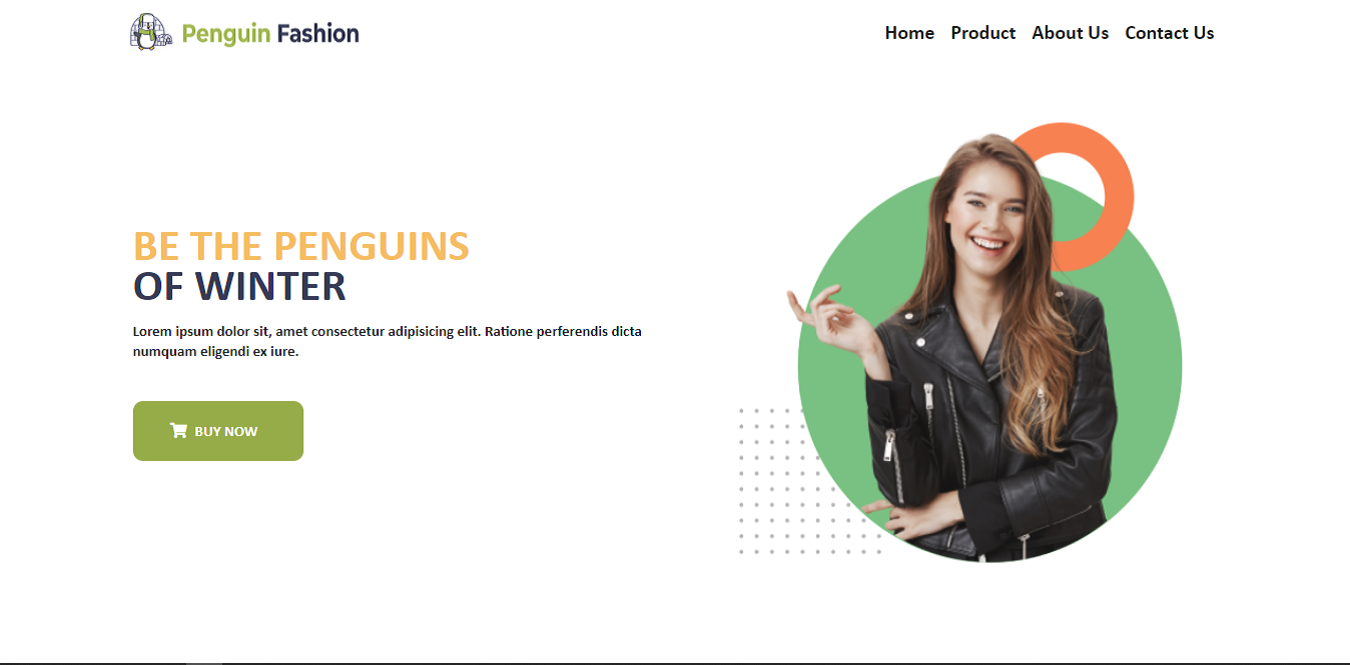 Penguin Fashion
Home Product About Us Contact Us
BE THE PENGUINS
OF WINTER
Lorem ipsum dolor sit, amet consectetur adipisicing elit. Ratione perferendis dicta
numquam eligendi ex iure.
BUY NOW